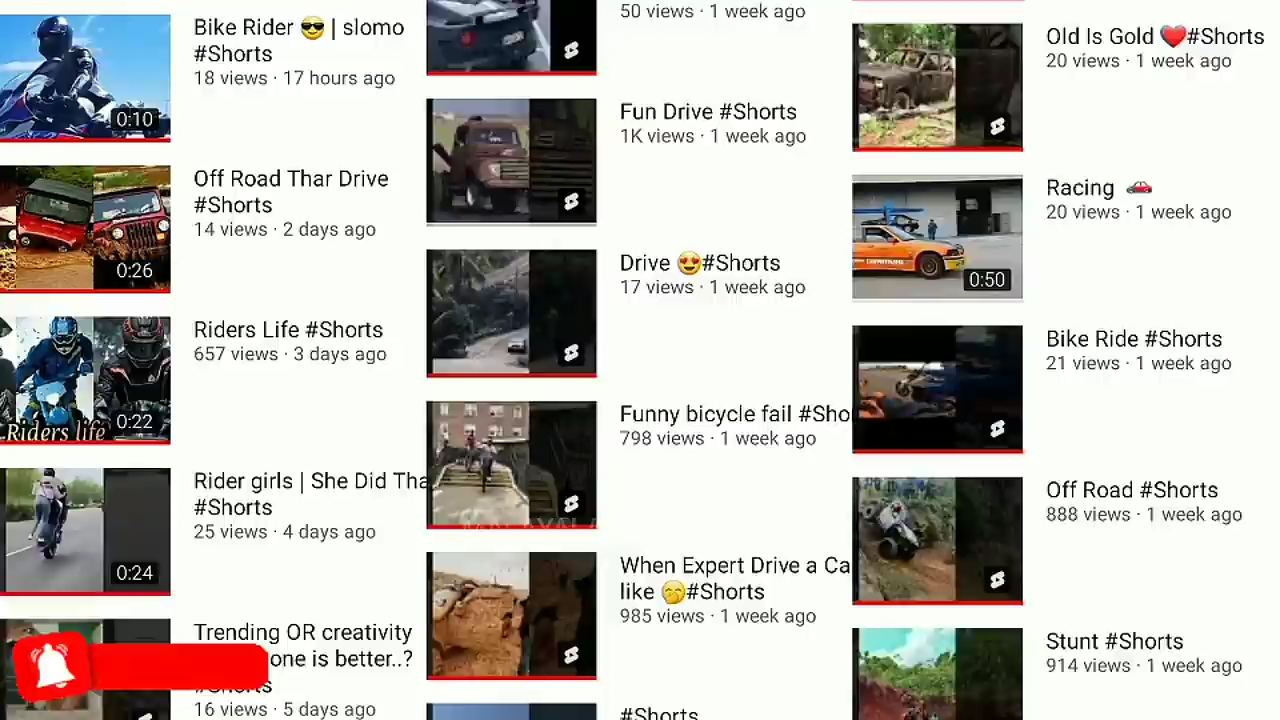 Bike Rider 😎 | slomo
#Shorts
18 views · 17 hours ago
0:10
Off Road Thar Drive
#Shorts
14 views · 2 days ago
0:26
Riders Life #Shorts
657 views · 3 days ago
0:22
Riders life
Rider girls | She Did Tha
#Shorts
25 views · 4 days ago
0:24
Trending OR creativity
one is better..?
#Shorts
16 views · 5 days ago
50 views · 1 week ago
Fun Drive #Shorts
1K views · 1 week ago
Drive 😍#Shorts
17 views · 1 week ago
Funny bicycle fail #Sho
798 views · 1 week ago
When Expert Drive a Ca
like 🤭#Shorts
985 views · 1 week ago
#Shorts
Old Is Gold ❤️#Shorts
20 views · 1 week ago
Racing 🚗
20 views · 1 week ago
0:50
Bike Ride #Shorts
21 views · 1 week ago
Off Road #Shorts
888 views · 1 week ago
Stunt #Shorts
914 views · 1 week ago